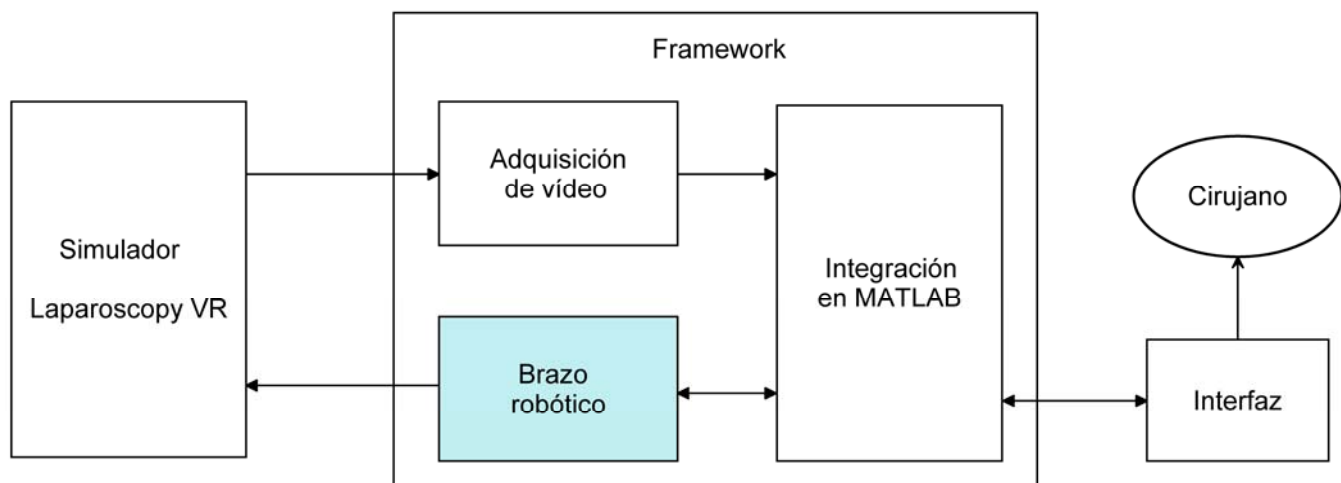 Framework
Simulador
Laparoscopy VR
Adquisición
de vídeo
Brazo
robótico
Integración
en MATLAB
Cirujano
Interfaz